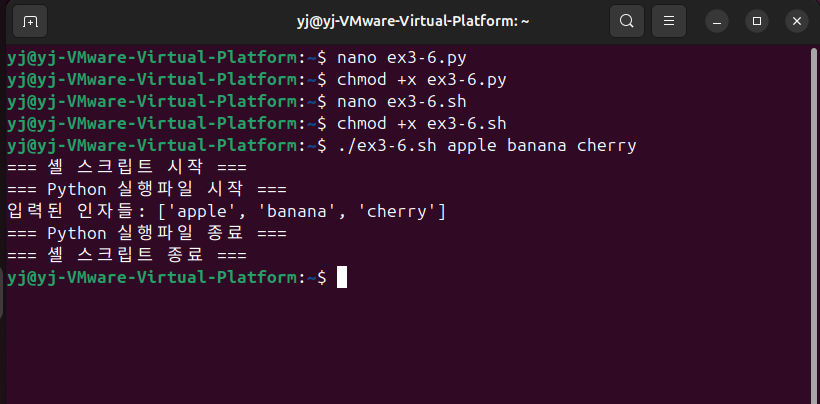 yj@yj-VMware-Virtual-Platform: ~
yj@yj-VMware-Virtual-Platform:~$ nano ex3-6.py
yj@yj-VMware-Virtual-Platform:~$ chmod +x ex3-6.py
yj@yj-VMware-Virtual-Platform:~$ nano ex3-6.sh
yj@yj-VMware-Virtual-Platform:~$ chmod +x ex3-6.sh
yj@yj-VMware-Virtual-Platform:~$ ./ex3-6.sh apple banana cherry
=== 셸 스크립트 시작 ===
=== Python 실행파일 시작 ===
입력된 인자들: ['apple', 'banana', 'cherry']
=== Python 실행파일 종료 ===
=== 셸 스크립트 종료 ===
yj@yj-VMware-Virtual-Platform:~$